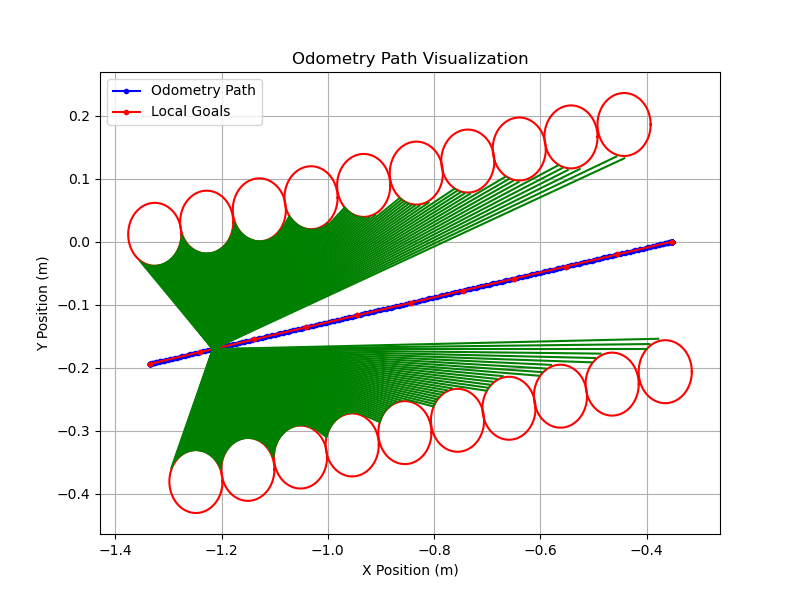 Odometry Path Visualization
Odometry Path
Local Goals
Y Position (m)
0.2
0.1
0.0
−0.1
−0.2
−0.3
−0.4
−1.4
−1.2
−1.0
−0.8
−0.6
−0.4
X Position (m)